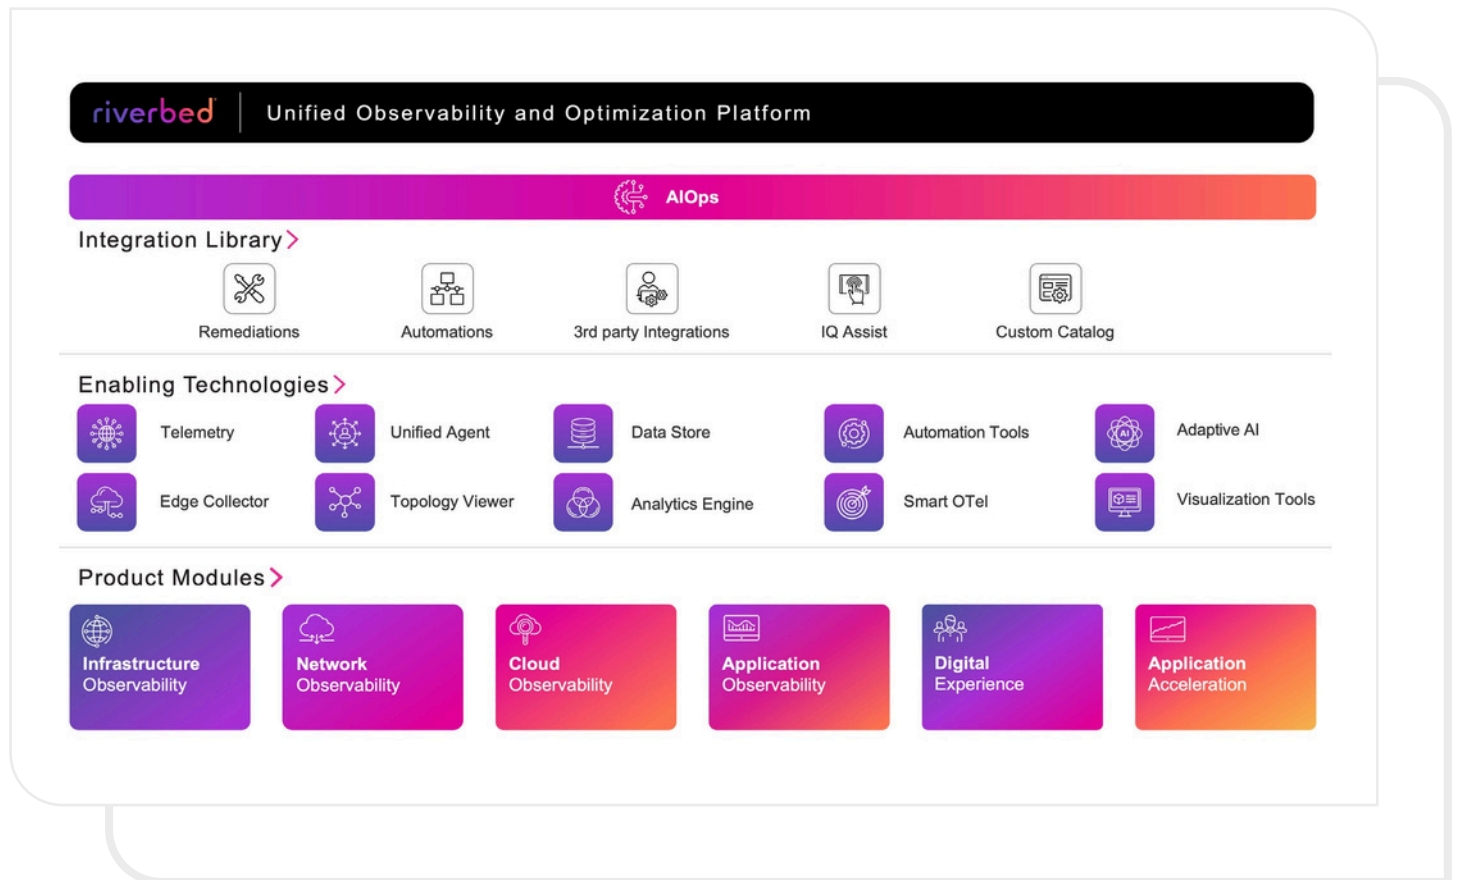 riverbed
Unified Observability and Optimization Platform
AIOps
Integration Library
Remediations
Automations
3rd party Integrations
IQ Assist
Custom Catalog
Enabling Technologies
Telemetry
Unified Agent
Data Store
Automation Tools
Adaptive AI
AI
Edge Collector
Topology Viewer
Analytics Engine
Smart OTel
Visualization Tools
Product Modules
Infrastructure
Observability
Network
Observability
Cloud
Observability
Application
Observability
Digital
Experience
Application
Acceleration